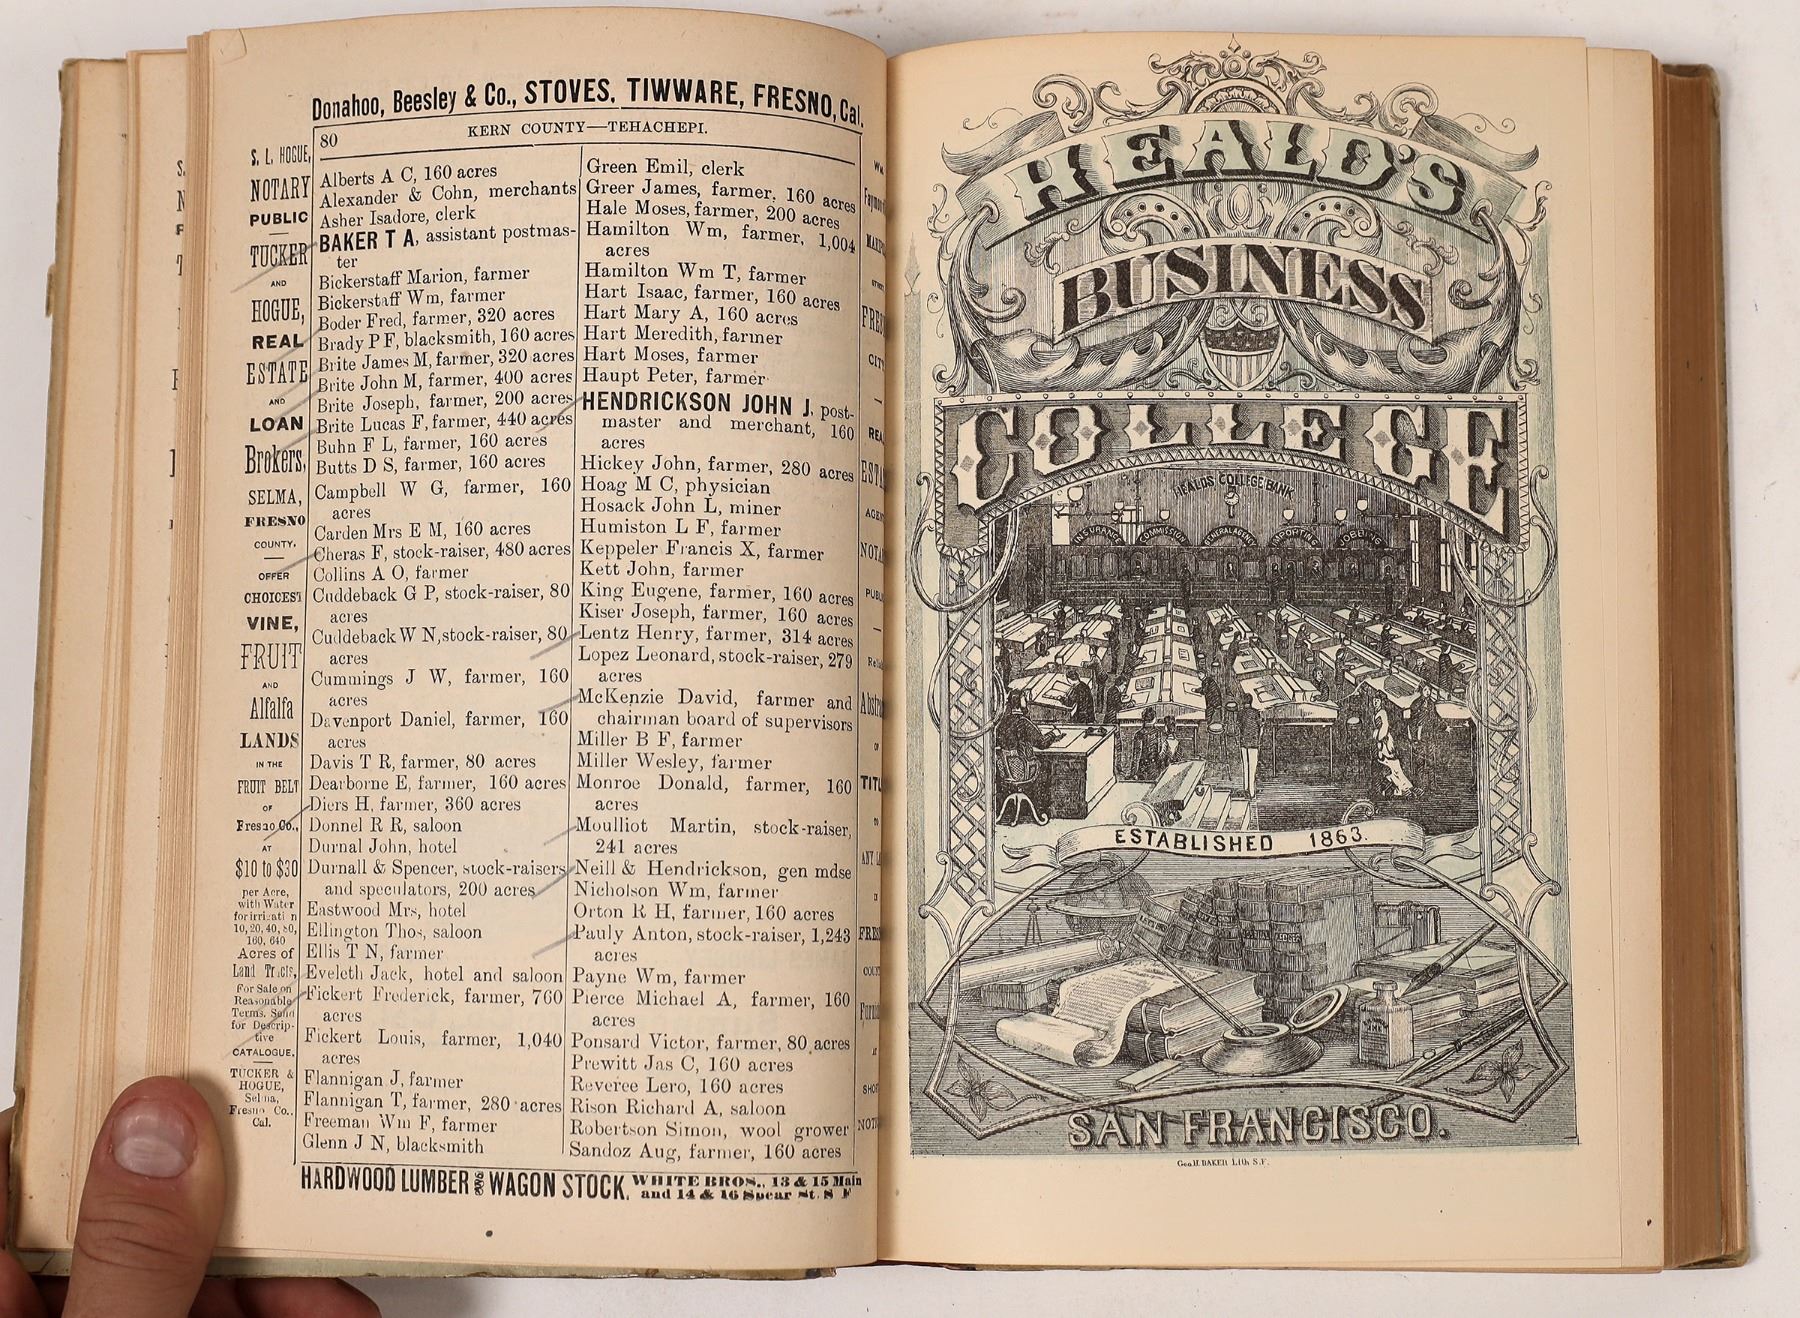 Donahoo, Beesley & Co., STOVES. TIWWARE, FRESNO, Cal.
80
KERN COUNTY—TEHACHEPI.
S. L. HOGUE,
NOTARY
PUBLIC
TUCKER
AND
HOGUE,
REAL
ESTATE
AND
LOAN
Brokers,
SELMA,
FRESNO
COUNTY.
OFFER
CHOICEST
VINE,
FRUIT
AND
Alfalfa
LANDS
IN THE
FRUIT BELT
OF
Fresno Co.,
AT
$10 to $30
per Acre,
with Water
for irrigati n
10, 20, 40, 80,
160, 640
Acres of
Land Tracts,
For Sale on
Reasonable
Terms. Send
for Descrip-
tive
CATALOGUE.
TUCKER &
HOGUE,
Selma,
Fresno Co.,
Cal.
Alberts A C, 160 acres
Alexander & Cohn, merchants
Asher Isadore, clerk
BAKER T A, assistant postmas-
ter
Bickerstaff Marion, farmer
Bickerstaff Wm, farmer
Boder Fred, farmer, 320 acres
Brady P F, blacksmith, 160 acres
Brite James M, farmer, 320 acres
Brite John M, farmer, 400 acres
Brite Joseph, farmer, 200 acres
Brite Lucas F, farmer, 440 acres
Buhn F L, farmer, 160 acres
Butts D S, farmer, 160 acres
Campbell W G, farmer, 160
acres
Carden Mrs E M, 160 acres
Cheras F, stock-raiser, 480 acres
Collins A O, farmer
Cuddeback G P, stock-raiser, 80
acres
Cuddeback W N, stock-raiser, 80
acres
Cummings J W, farmer, 160
acres
Davenport Daniel, farmer, 160
acres
Davis T R, farmer, 80 acres
Dearborne E, farmer, 160 acres
Diers H, farmer, 360 acres
Donnel R R, saloon
Durnal John, hotel
Durnall & Spencer, stock-raisers
and speculators, 200 acres
Eastwood Mrs, hotel
Ellington Thos, saloon
Ellis T N, farmer
Eveleth Jack, hotel and saloon
Fickert Frederick, farmer, 760
acres
Fickert Louis, farmer, 1,040
acres
Flannigan J, farmer
Flannigan T, farmer, 280 acres
Freeman Wm F, farmer
Glenn J N, blacksmith
Green Emil, clerk
Greer James, farmer, 160 acres
Hale Moses, farmer, 200 acres
Hamilton Wm, farmer, 1,004
acres
Hamilton Wm T, farmer
Hart Isaac, farmer, 160 acres
Hart Mary A, 160 acres
Hart Meredith, farmer
Hart Moses, farmer
Haupt Peter, farmer
HENDRICKSON JOHN J, post-
master and merchant, 160
acres
Hickey John, farmer, 280 acres
Hoag M C, physician
Hosack John L, miner
Humiston L F, farmer
Keppeler Francis X, farmer
Kett John, farmer
King Eugene, farmer, 160 acres
Kiser Joseph, farmer, 160 acres
Lentz Henry, farmer, 314 acres
Lopez Leonard, stock-raiser, 279
acres
McKenzie David, farmer and
chairman board of supervisors
Miller B F, farmer
Miller Wesley, farmer
Monroe Donald, farmer, 160
acres
Moulliot Martin, stock-raiser,
241 acres
Neill & Hendrickson, gen mdse
Nicholson Wm, farmer
Orton R H, farmer, 160 acres
Pauly Anton, stock-raiser, 1,243
acres
Payne Wm, farmer
Pierce Michael A, farmer, 160
acres
Ponsard Victor, farmer, 80 acres
Prewitt Jas C, 160 acres
Reveree Lero, 160 acres
Rison Richard A, saloon
Robertson Simon, wool grower
Sandoz Aug, farmer, 160 acres
HARDWOOD LUMBER and WAGON STOCK, WHITE BROS., 13 & 15 Main
and 14 & 16 Spear St. S F
HEALD'S
BUSINESS
COLLEGE
HEALDS COLLEGE BANK
INSURANCE COMMISSION GENERAL AGENCY IMPORTING JOBBING
ESTABLISHED 1863.
SAN FRANCISCO.
Geo. H. BAKER Lith S.F.